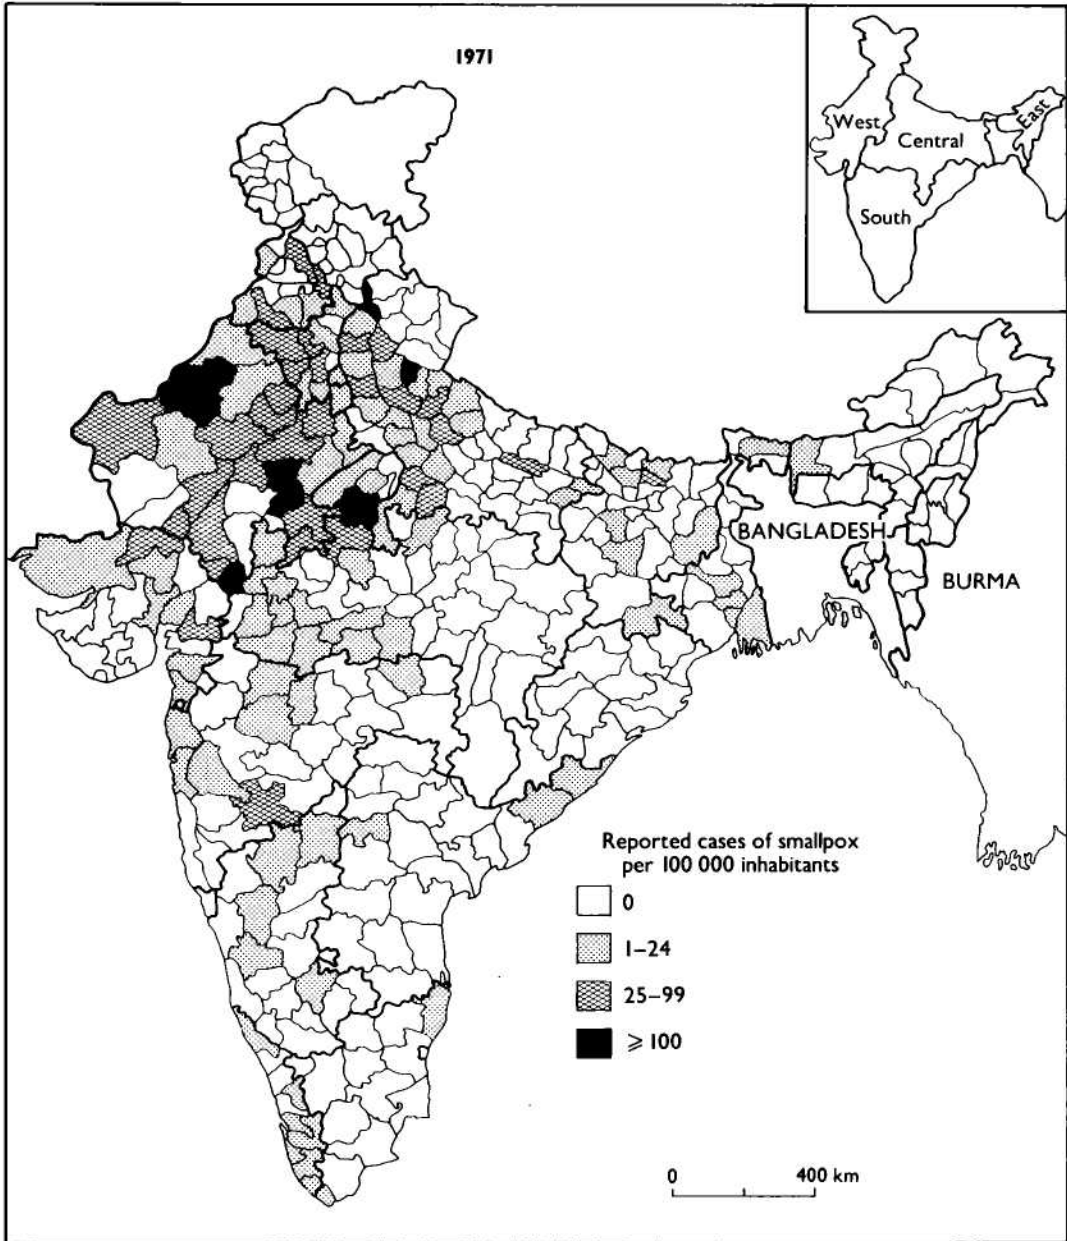 1971
West
Central
East
South
BANGLADESH
BURMA
Reported cases of smallpox
per 100 000 inhabitants
0
1–24
25–99
⩾ 100
0 400 km